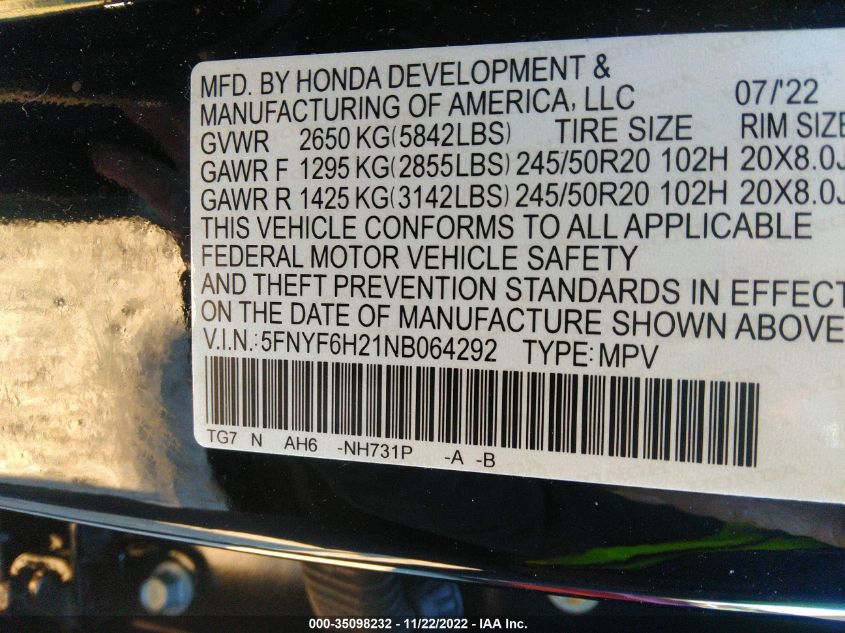 MFD. BY HONDA DEVELOPMENT &
MANUFACTURING OF AMERICA, LLC 07/'22
GVWR 2650 KG(5842LBS) TIRE SIZE RIM SIZE
GAWR F 1295 KG(2855LBS) 245/50R20 102H 20X8.0J
GAWR R 1425 KG(3142LBS) 245/50R20 102H 20X8.0J
THIS VEHICLE CONFORMS TO ALL APPLICABLE
FEDERAL MOTOR VEHICLE SAFETY
AND THEFT PREVENTION STANDARDS IN EFFECT
ON THE DATE OF MANUFACTURE SHOWN ABOVE
V.I.N.: 5FNYF6H21NB064292 TYPE: MPV
TG7 N AH6 -NH731P -A -B
000-35098232 - 11/22/2022 - IAA Inc.